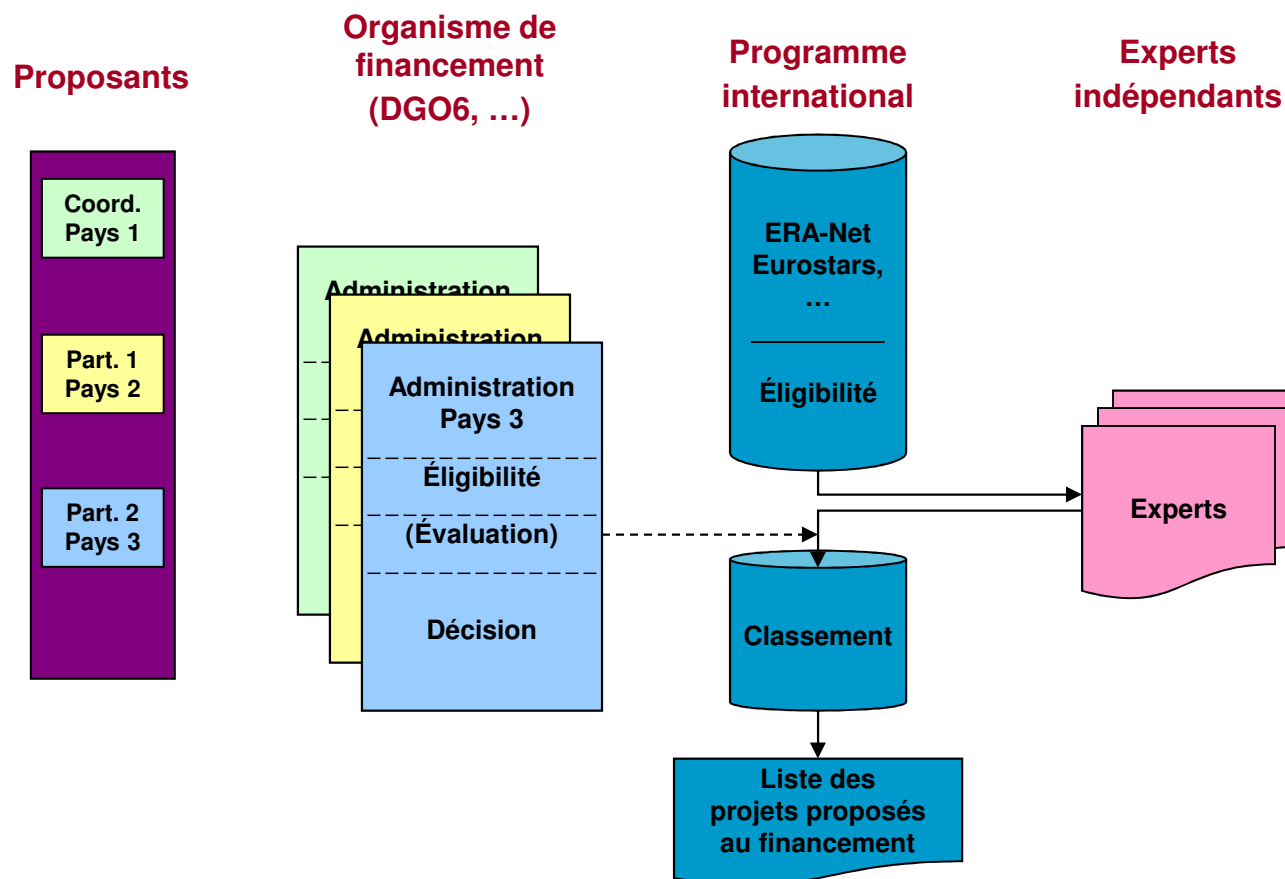 Proposants
Organisme de
financement
(DGO6, …)
Programme
international
Experts
indépendants
Coord.
Pays 1
Part. 1
Pays 2
Part. 2
Pays 3
Administration
Administration
Administration
Pays 3
Éligibilité
(Évaluation)
Décision
ERA-Net
Eurostars,
…
Éligibilité
Experts
Classement
Liste des
projets proposés
au financement